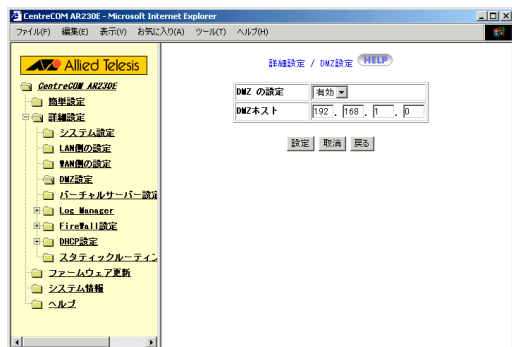 CentreCOM AR230E - Microsoft Internet Explorer
ファイル(F) 編集(E) 表示(V) お気に入り(A) ツール(T) ヘルプ(H)
Allied Telesis
CentreCOM AR230E
簡単設定
詳細設定
システム設定
LAN側の設定
WAN側の設定
DMZ設定
バーチャルサーバー設定
Log Manager
FireWall設定
DHCP設定
スタティックルーティン
ファームウェア更新
システム情報
ヘルプ
詳細設定 / DMZ設定 HELP
DMZ の設定 有効
DMZホスト 192 . 168 . 1 . 0
設定 取消 戻る